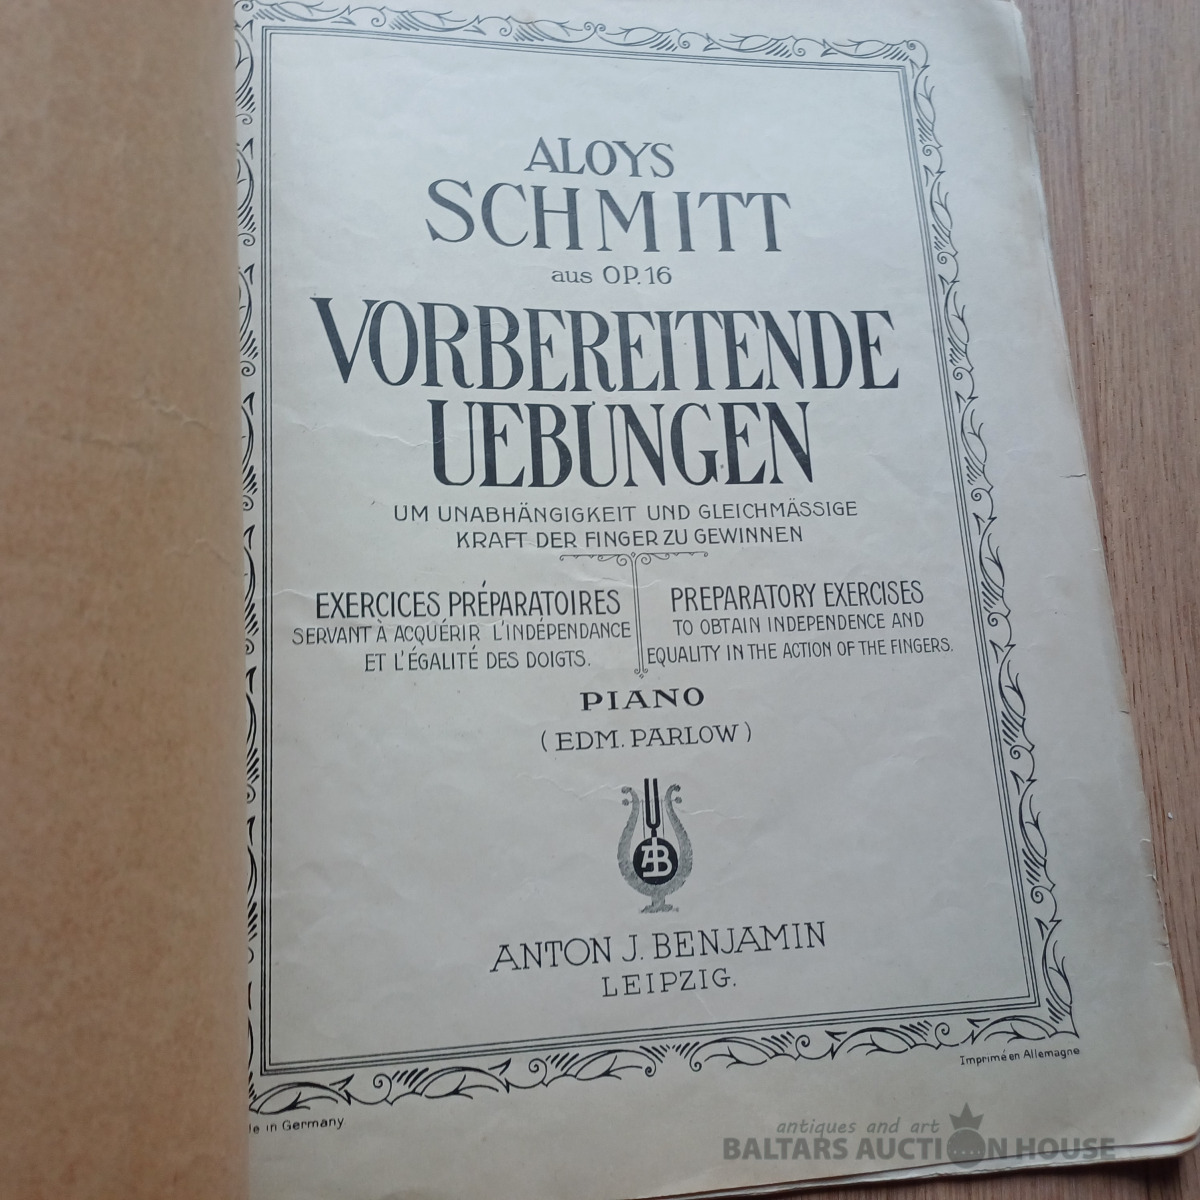 ALOYS
SCHMITT
aus OP. 16
VORBEREITENDE
UEBUNGEN
UM UNABHÄNGIGKEIT UND GLEICHMÄSSIGE
KRAFT DER FINGER ZU GEWINNEN
EXERCICES PRÉPARATOIRES
SERVANT À ACQUÉRIR L'INDÉPENDANCE
ET L'ÉGALITÉ DES DOIGTS.
PREPARATORY EXERCISES
TO OBTAIN INDEPENDENCE AND
EQUALITY IN THE ACTION OF THE FINGERS.
PIANO
(EDM. PARLOW)
AJB
ANTON J. BENJAMIN
LEIPZIG.
Imprimé en Allemagne
in Germany
antiques and art
BALTARS AUCTION HOUSE